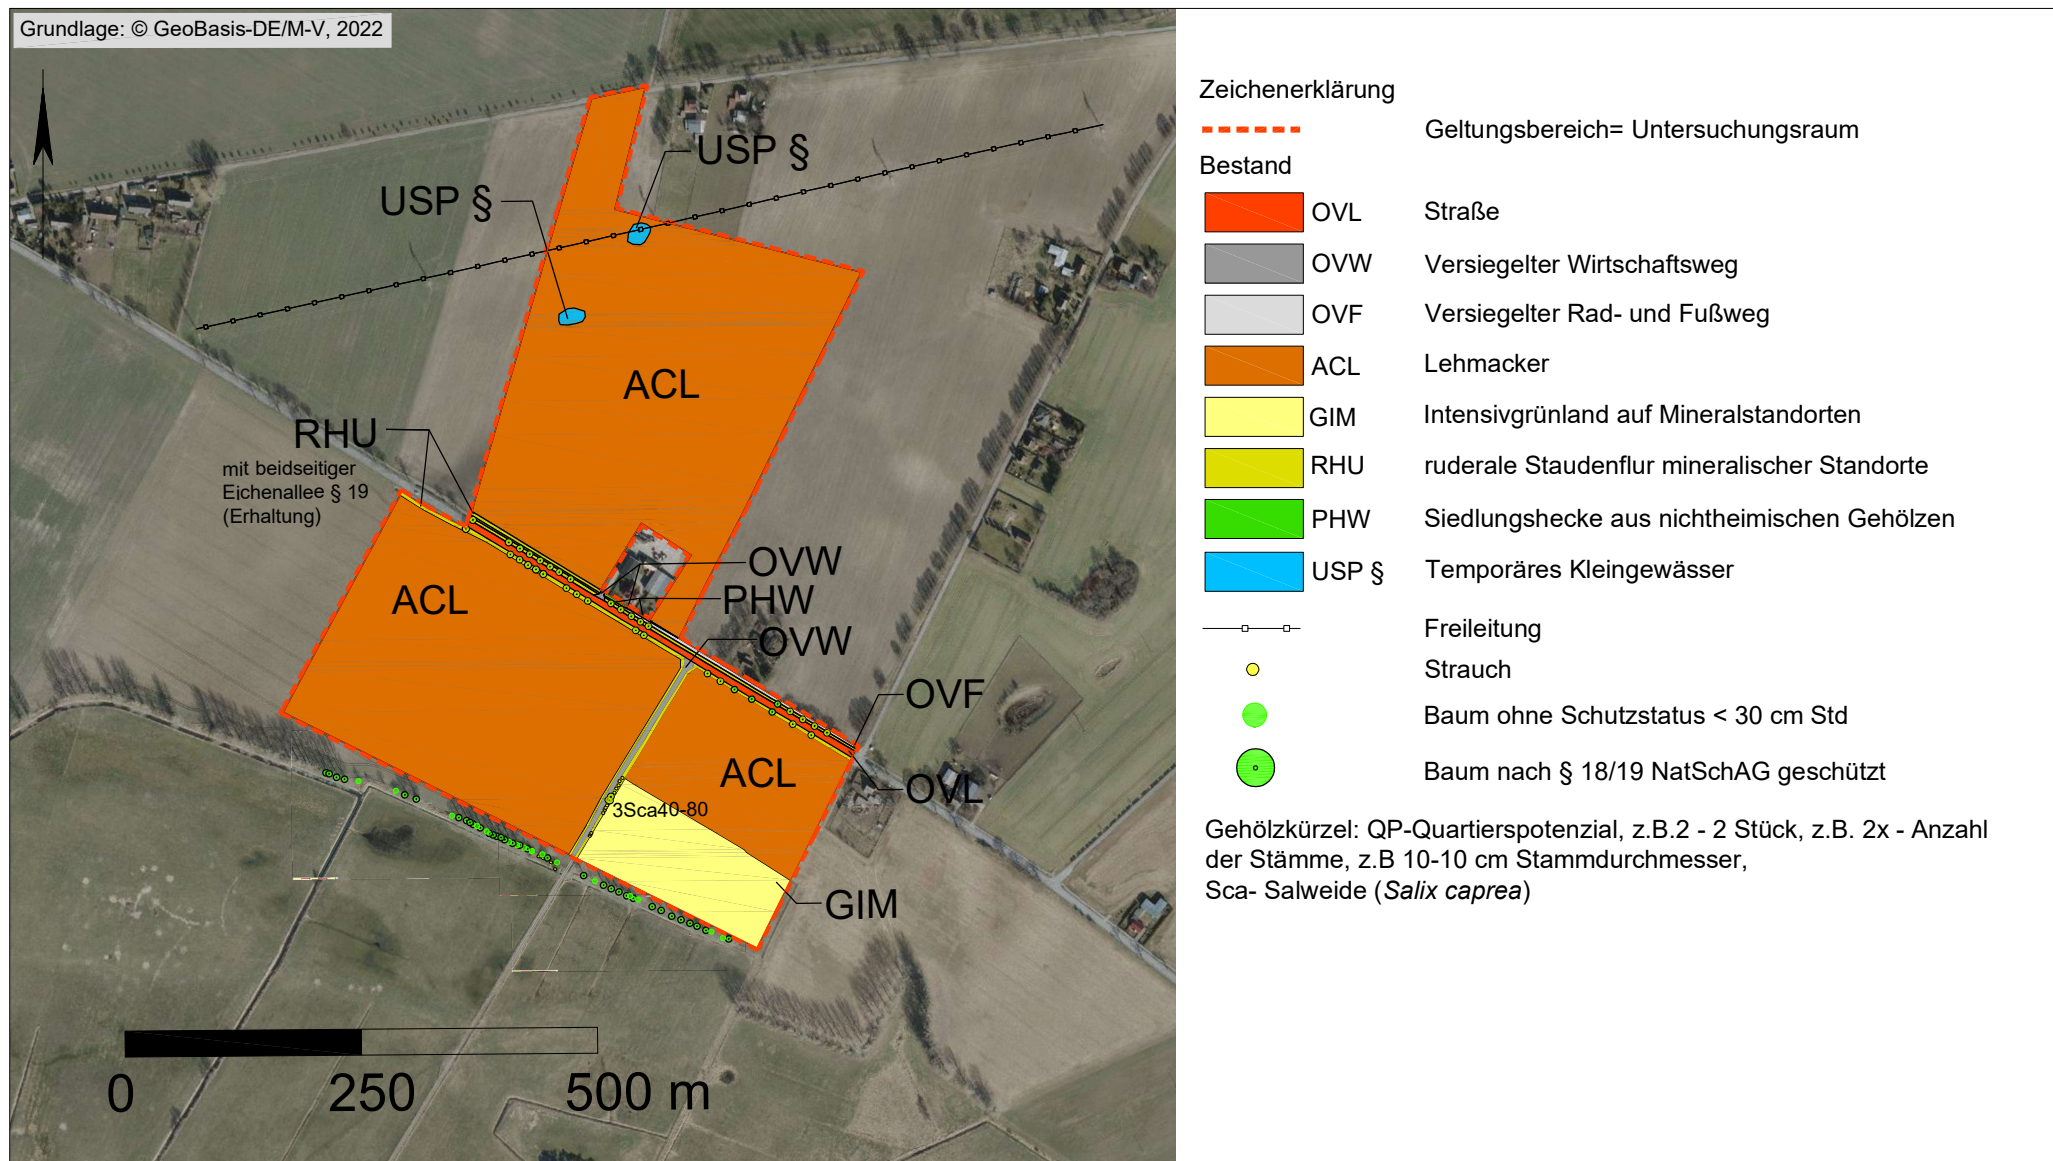 Grundlage: © GeoBasis-DE/M-V, 2022
USP §
USP §
ACL
RHU
mit beidseitiger
Eichenallee § 19
(Erhaltung)
ACL
OVW
PHW
OVW
OVF
ACL
OVL
3Sca40-80
GIM
0
250
500 m
Zeichenerklärung
Geltungsbereich= Untersuchungsraum
Bestand
OVL Straße
OVW Versiegelter Wirtschaftsweg
OVF Versiegelter Rad- und Fußweg
ACL Lehmacker
GIM Intensivgrünland auf Mineralstandorten
RHU ruderale Staudenflur mineralischer Standorte
PHW Siedlungshecke aus nichtheimischen Gehölzen
USP § Temporäres Kleingewässer
Freileitung
Strauch
Baum ohne Schutzstatus < 30 cm Std
Baum nach § 18/19 NatSchAG geschützt
Gehölzkürzel: QP-Quartierspotenzial, z.B.2 - 2 Stück, z.B. 2x - Anzahl
der Stämme, z.B 10-10 cm Stammdurchmesser,
Sca- Salweide (Salix caprea)